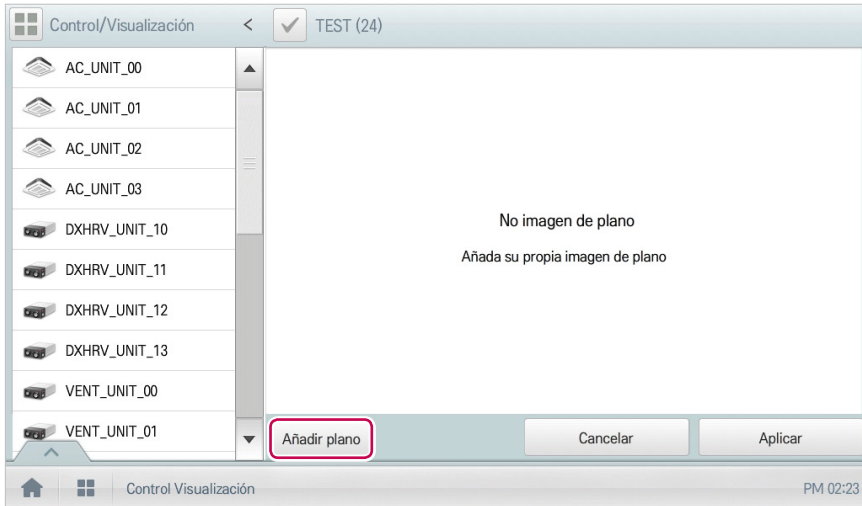 Control/Visualización
<
TEST (24)
AC_UNIT_00
AC_UNIT_01
AC_UNIT_02
AC_UNIT_03
DXHRV_UNIT_10
DXHRV_UNIT_11
DXHRV_UNIT_12
DXHRV_UNIT_13
VENT_UNIT_00
VENT_UNIT_01
No imagen de plano
Añada su propia imagen de plano
Añadir plano
Cancelar
Aplicar
Control Visualización
PM 02:23